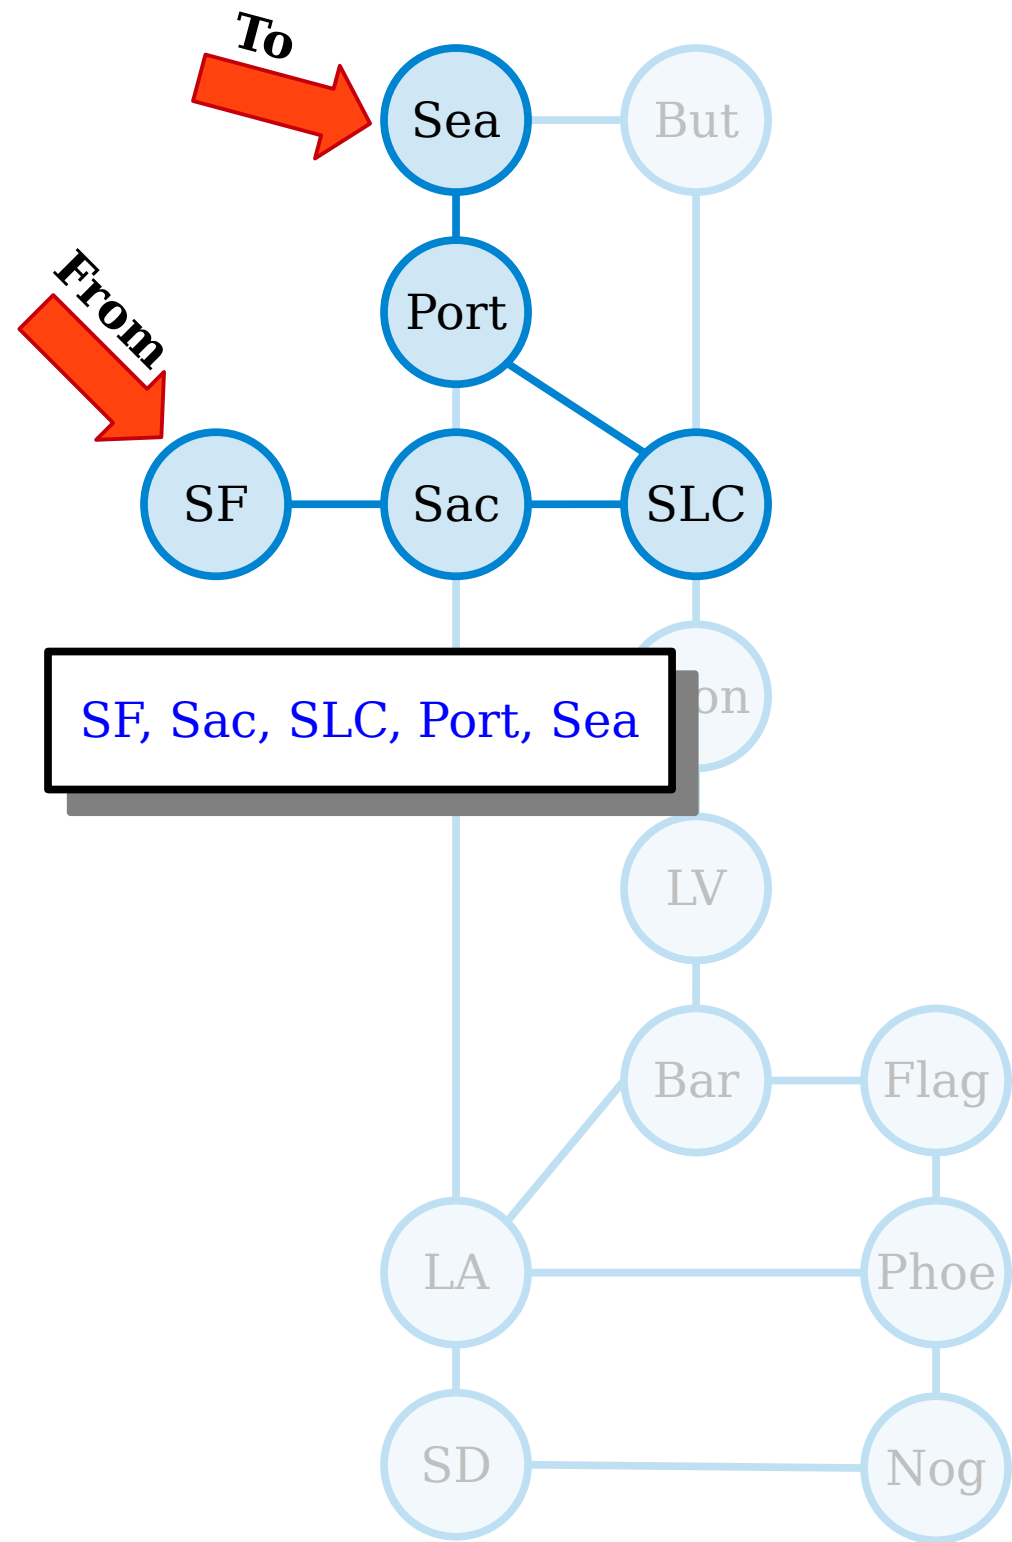 To
Sea
But
From
Port
SF
Sac
SLC
SF, Sac, SLC, Port, Sea
LV
Bar
Flag
LA
Phoe
SD
Nog